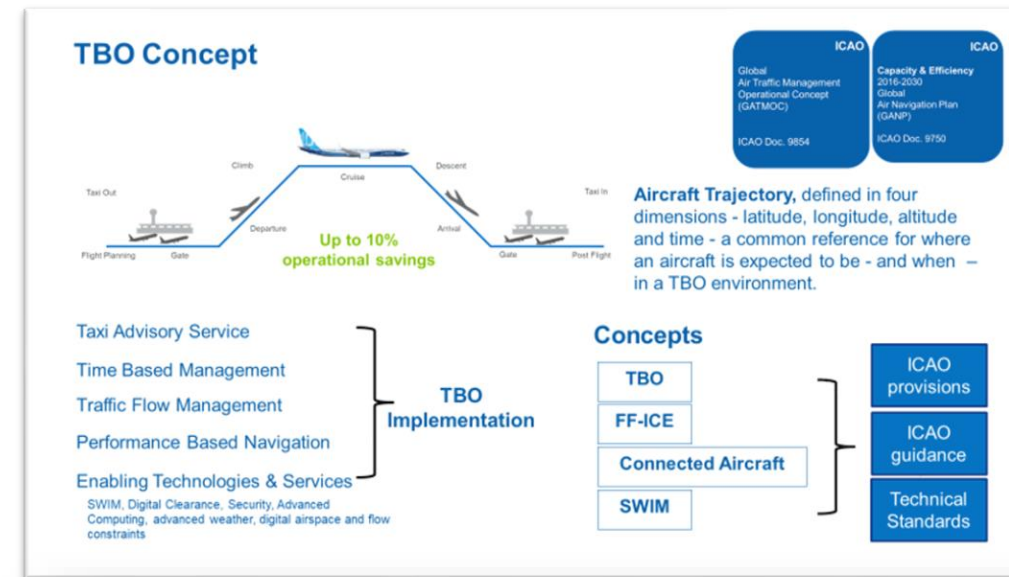 TBO Concept
ICAO
Global
Air Traffic Management
Operational Concept
(GATMOC)
ICAO Doc. 9854
ICAO
Capacity & Efficiency
2016-2030
Global
Air Navigation Plan
(GANP)
ICAO Doc. 9750
Taxi Out
Climb
Cruise
Descent
Taxi In
Flight Planning
Gate
Departure
Up to 10%
operational savings
Arrival
Gate
Post Flight
Aircraft Trajectory, defined in four
dimensions - latitude, longitude, altitude
and time - a common reference for where
an aircraft is expected to be - and when –
in a TBO environment.
Taxi Advisory Service
Time Based Management
Traffic Flow Management
Performance Based Navigation
Enabling Technologies & Services
SWIM, Digital Clearance, Security, Advanced
Computing, advanced weather, digital airspace and flow
constraints
TBO
Implementation
Concepts
TBO
FF-ICE
Connected Aircraft
SWIM
ICAO
provisions
ICAO
guidance
Technical
Standards